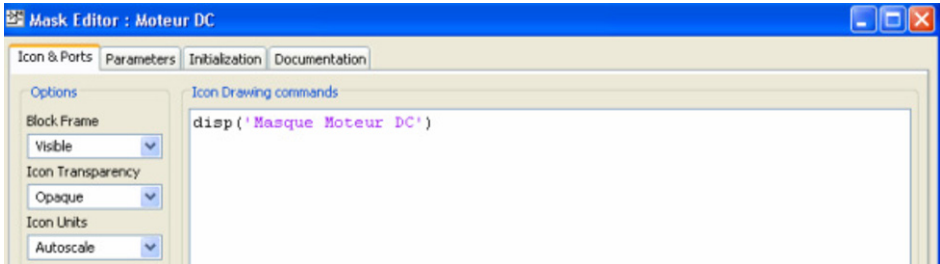 Mask Editor : Moteur DC
Icon & Ports Parameters Initialization Documentation
Options
Icon Drawing commands
Block Frame
Visible
Icon Transparency
Opaque
Icon Units
Autoscale
disp('Masque Moteur DC')